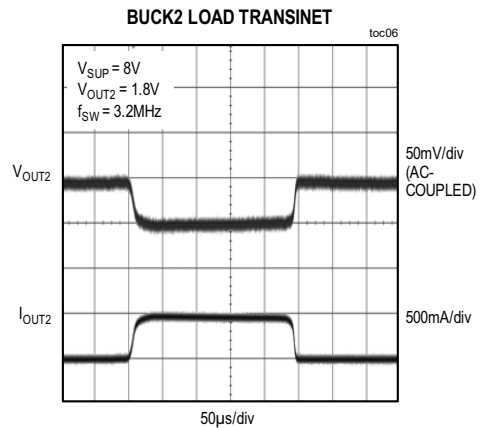 BUCK2 LOAD TRANSINET
toc06
VSUP = 8V
VOUT2 = 1.8V
fSW = 3.2MHz
VOUT2
50mV/div
(AC-
COUPLED)
IOUT2
500mA/div
50µs/div